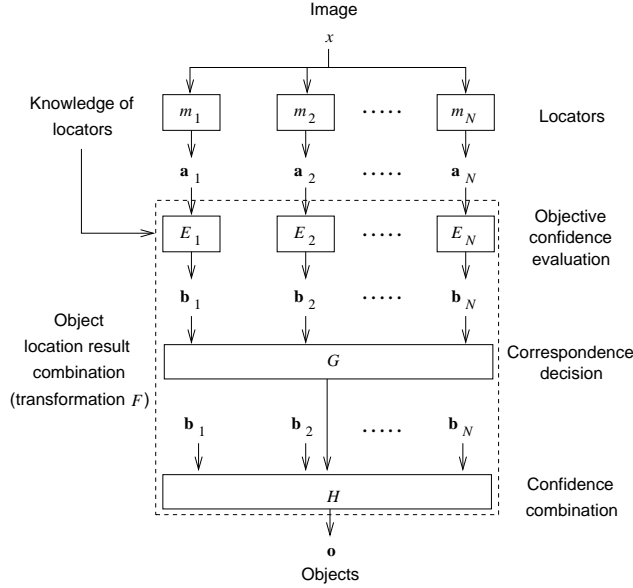 Image
x
Knowledge of
locators
m1 m2 ..... mN
Locators
a1 a2 ..... aN
E1 E2 ..... EN
Objective
confidence
evaluation
b1 b2 ..... bN
Object
location result
combination
(transformation F)
G
Correspondence
decision
b1 b2 ..... bN
H
Confidence
combination
o
Objects